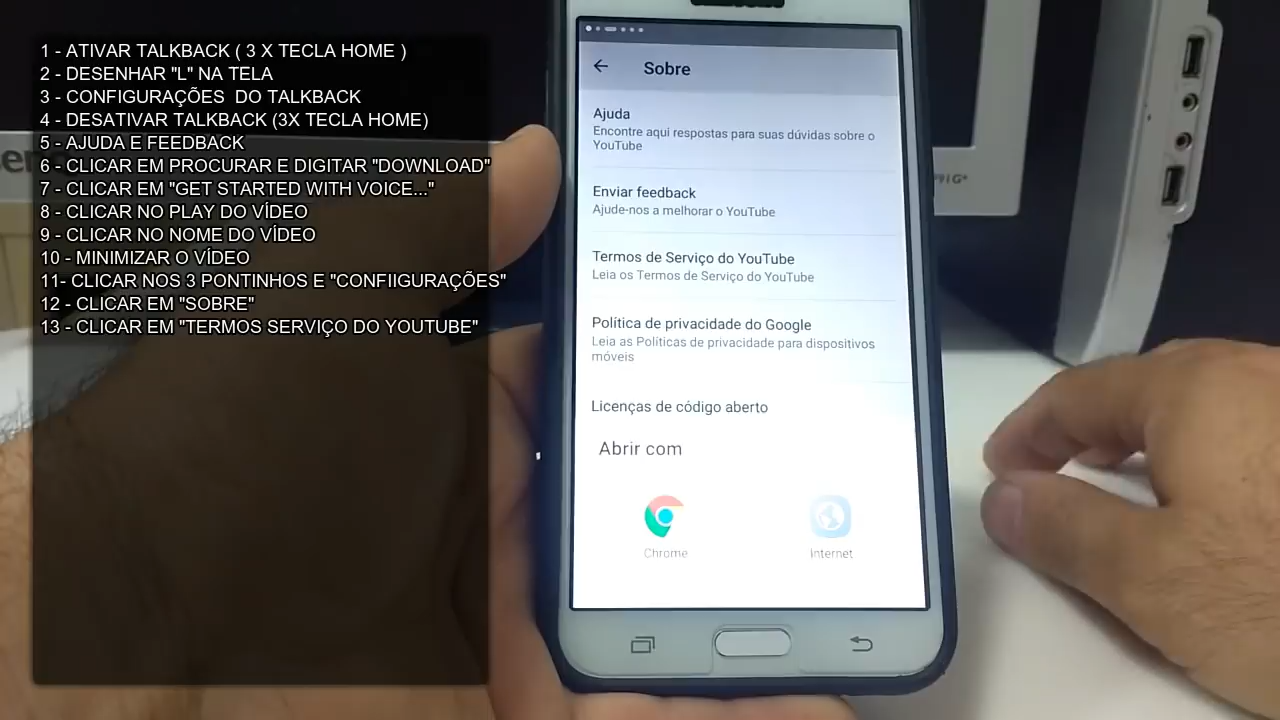 1 - ATIVAR TALKBACK ( 3 X TECLA HOME )
2 - DESENHAR "L" NA TELA
3 - CONFIGURAÇÕES  DO TALKBACK
4 - DESATIVAR TALKBACK (3X TECLA HOME)
5 - AJUDA E FEEDBACK
6 - CLICAR EM PROCURAR E DIGITAR "DOWNLOAD"
7 - CLICAR EM "GET STARTED WITH VOICE..."
8 - CLICAR NO PLAY DO VÍDEO
9 - CLICAR NO NOME DO VÍDEO
10 - MINIMIZAR O VÍDEO
11- CLICAR NOS 3 PONTINHOS E "CONFIIGURAÇÕES"
12 - CLICAR EM "SOBRE"
13 - CLICAR EM "TERMOS SERVIÇO DO YOUTUBE"
Sobre
Ajuda
Encontre aqui respostas para suas dúvidas sobre o
YouTube
Enviar feedback
Ajude-nos a melhorar o YouTube
Termos de Serviço do YouTube
Leia os Termos de Serviço do YouTube
Política de privacidade do Google
Leia as Políticas de privacidade para dispositivos
móveis
Licenças de código aberto
Abrir com
Chrome
Internet